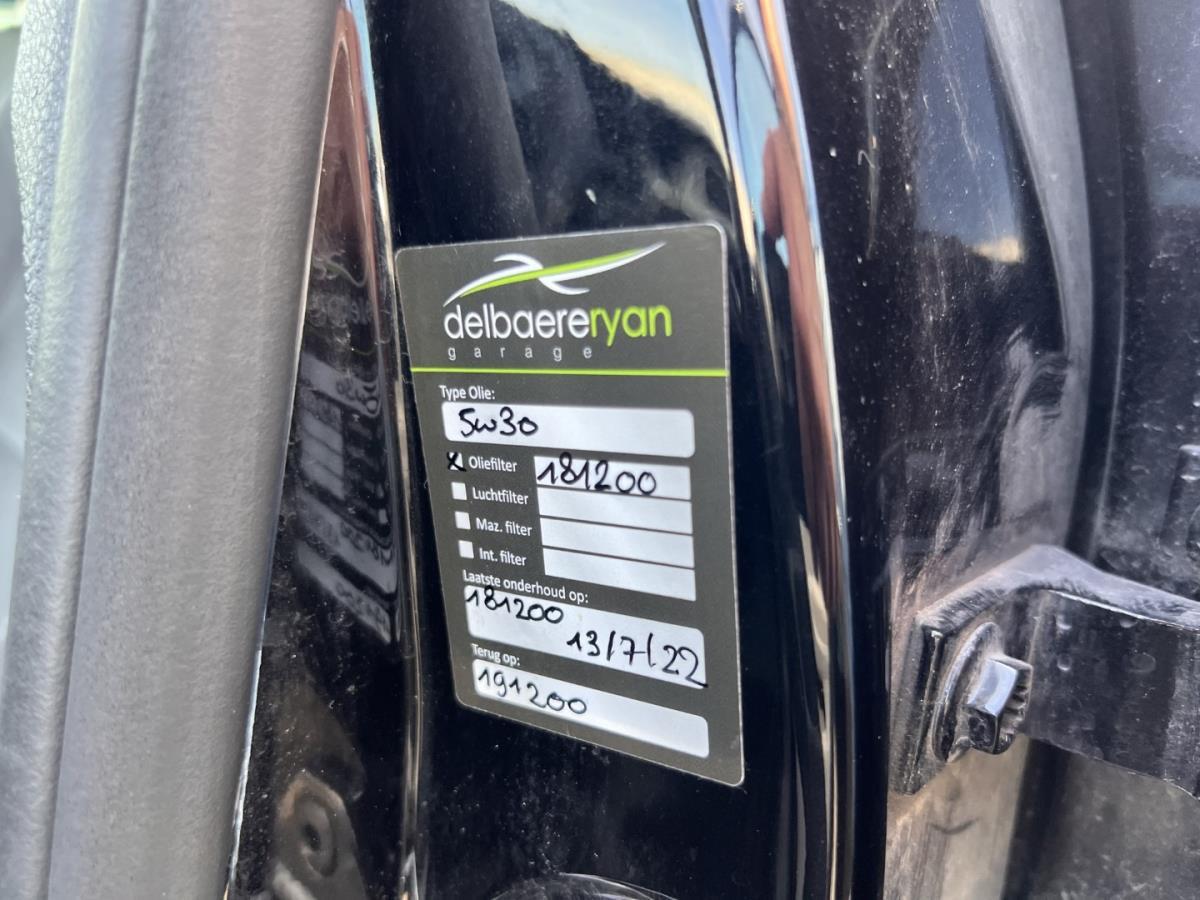 delbaereryan
garage
Type Olie:
5w30
x Oliefilter 181200
Luchtfilter
Maz. filter
Int. filter
Laatste onderhoud op:
181200
13/7/22
Terug op:
191200